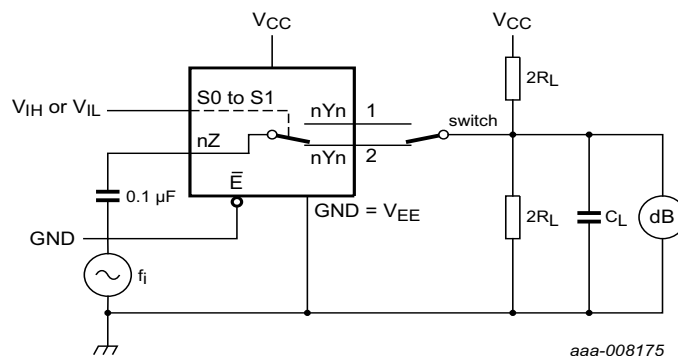 VCC
VCC
2RL
VIH or VIL
S0 to S1
nYn
1
switch
nZ
nYn
2
E̅
0.1 µF
GND = VEE
2RL
CL
dB
GND
fi
aaa-008175